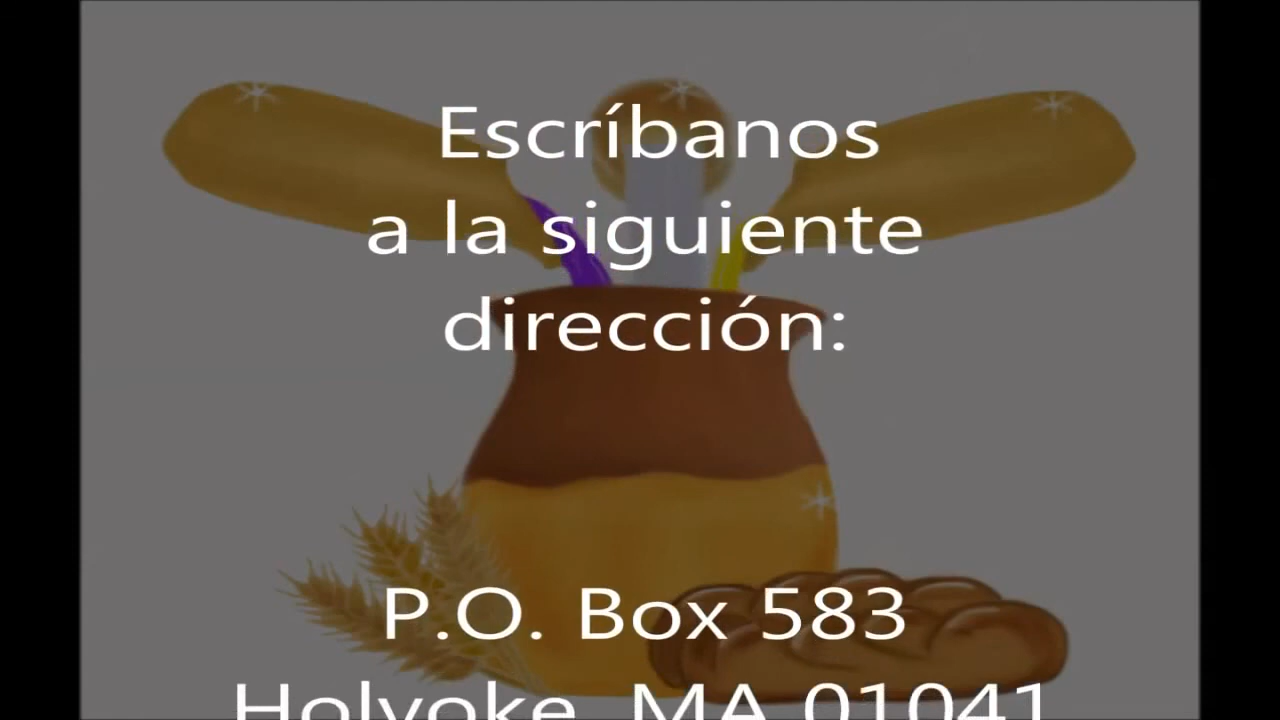 Escríbanos
a la siguiente
dirección:
P.O. Box 583
Holyoke, MA 01041